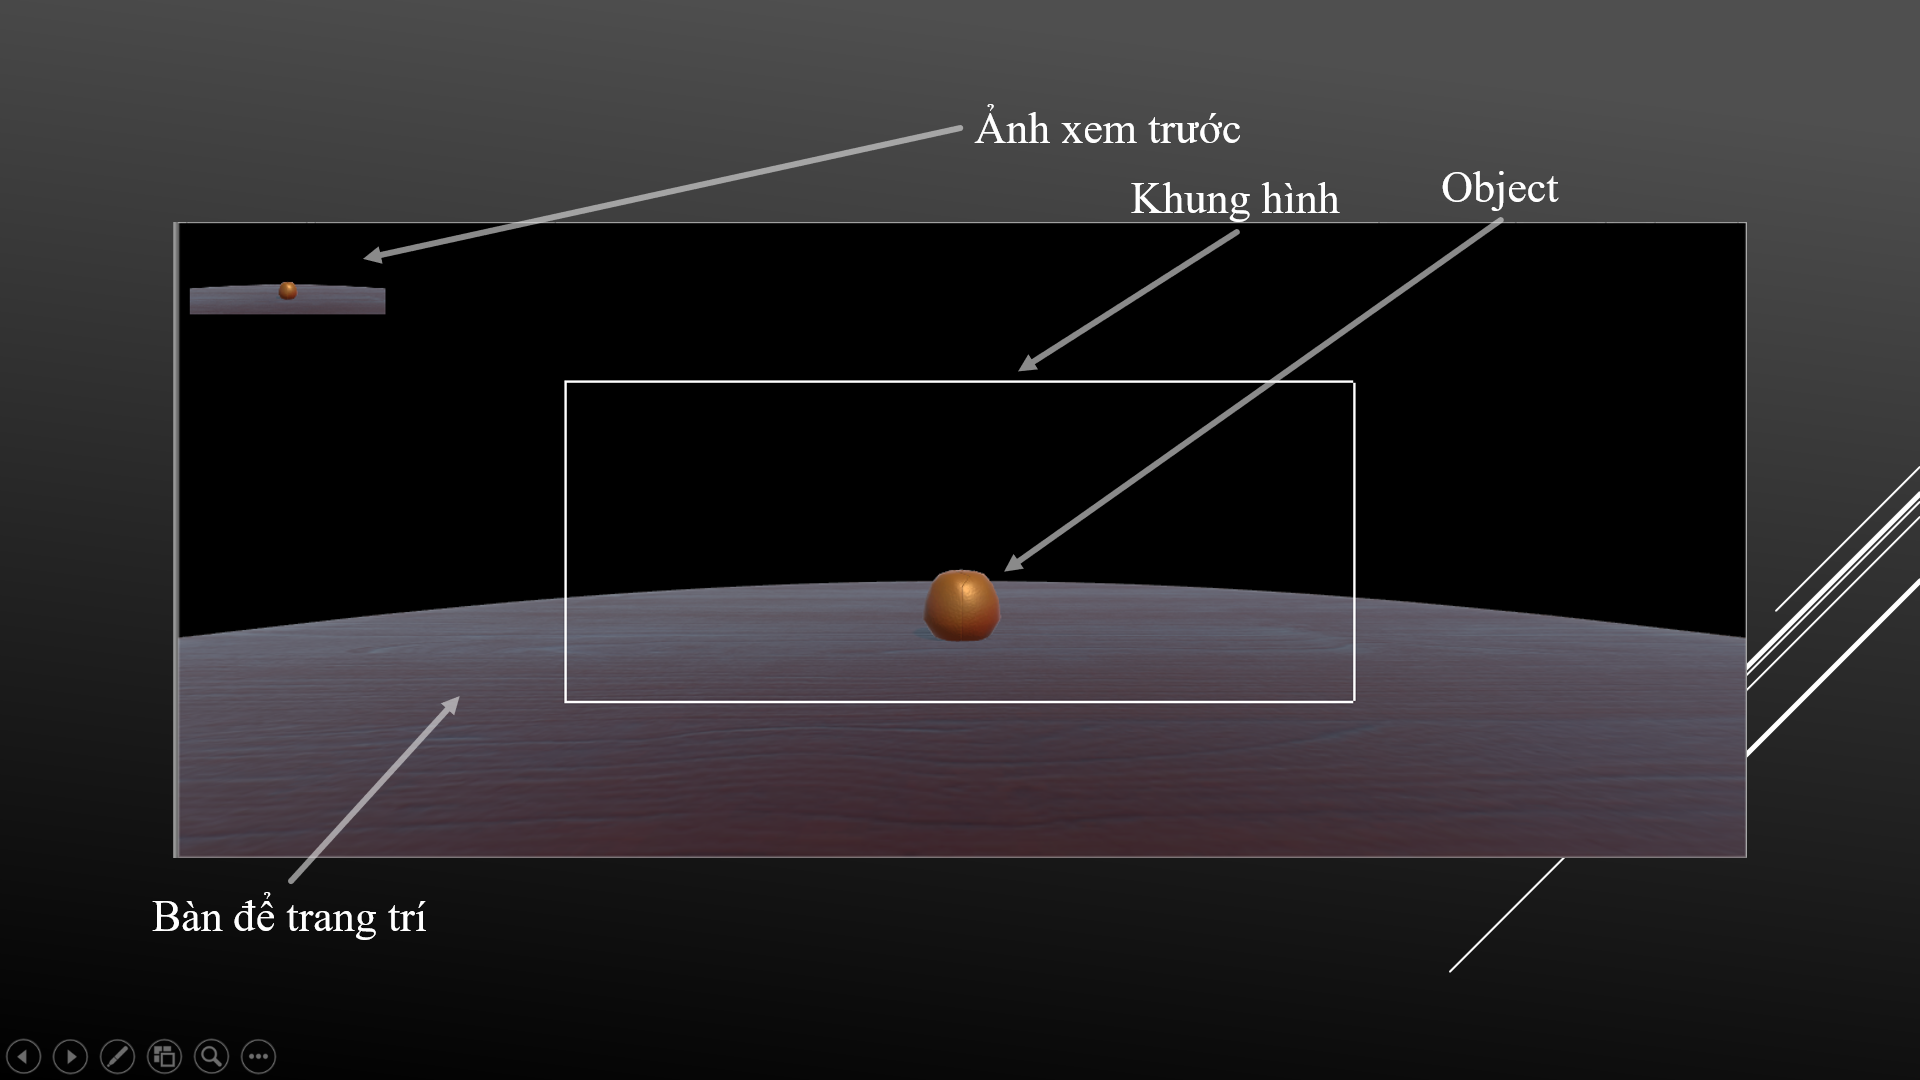 Ảnh xem trước
Khung hình
Object
Bàn để trang trí